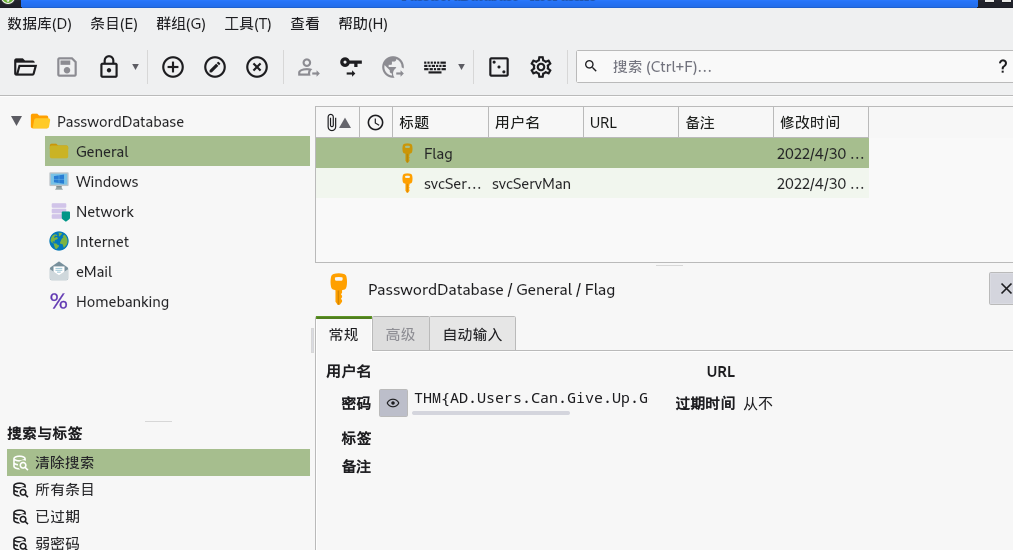 数据库(D) 条目(E) 群组(G) 工具(T) 查看 帮助(H)
搜索 (Ctrl+F)... ?
PasswordDatabase
General
Windows
Network
Internet
eMail
Homebanking
标题 用户名 URL 备注 修改时间
Flag 2022/4/30 ...
svcSer... svcServMan 2022/4/30 ...
PasswordDatabase / General / Flag
常规 高级 自动输入
用户名 URL
密码 THM{AD.Users.Can.Give.Up.G 过期时间 从不
标签
备注
搜索与标签
清除搜索
所有条目
已过期
弱密码